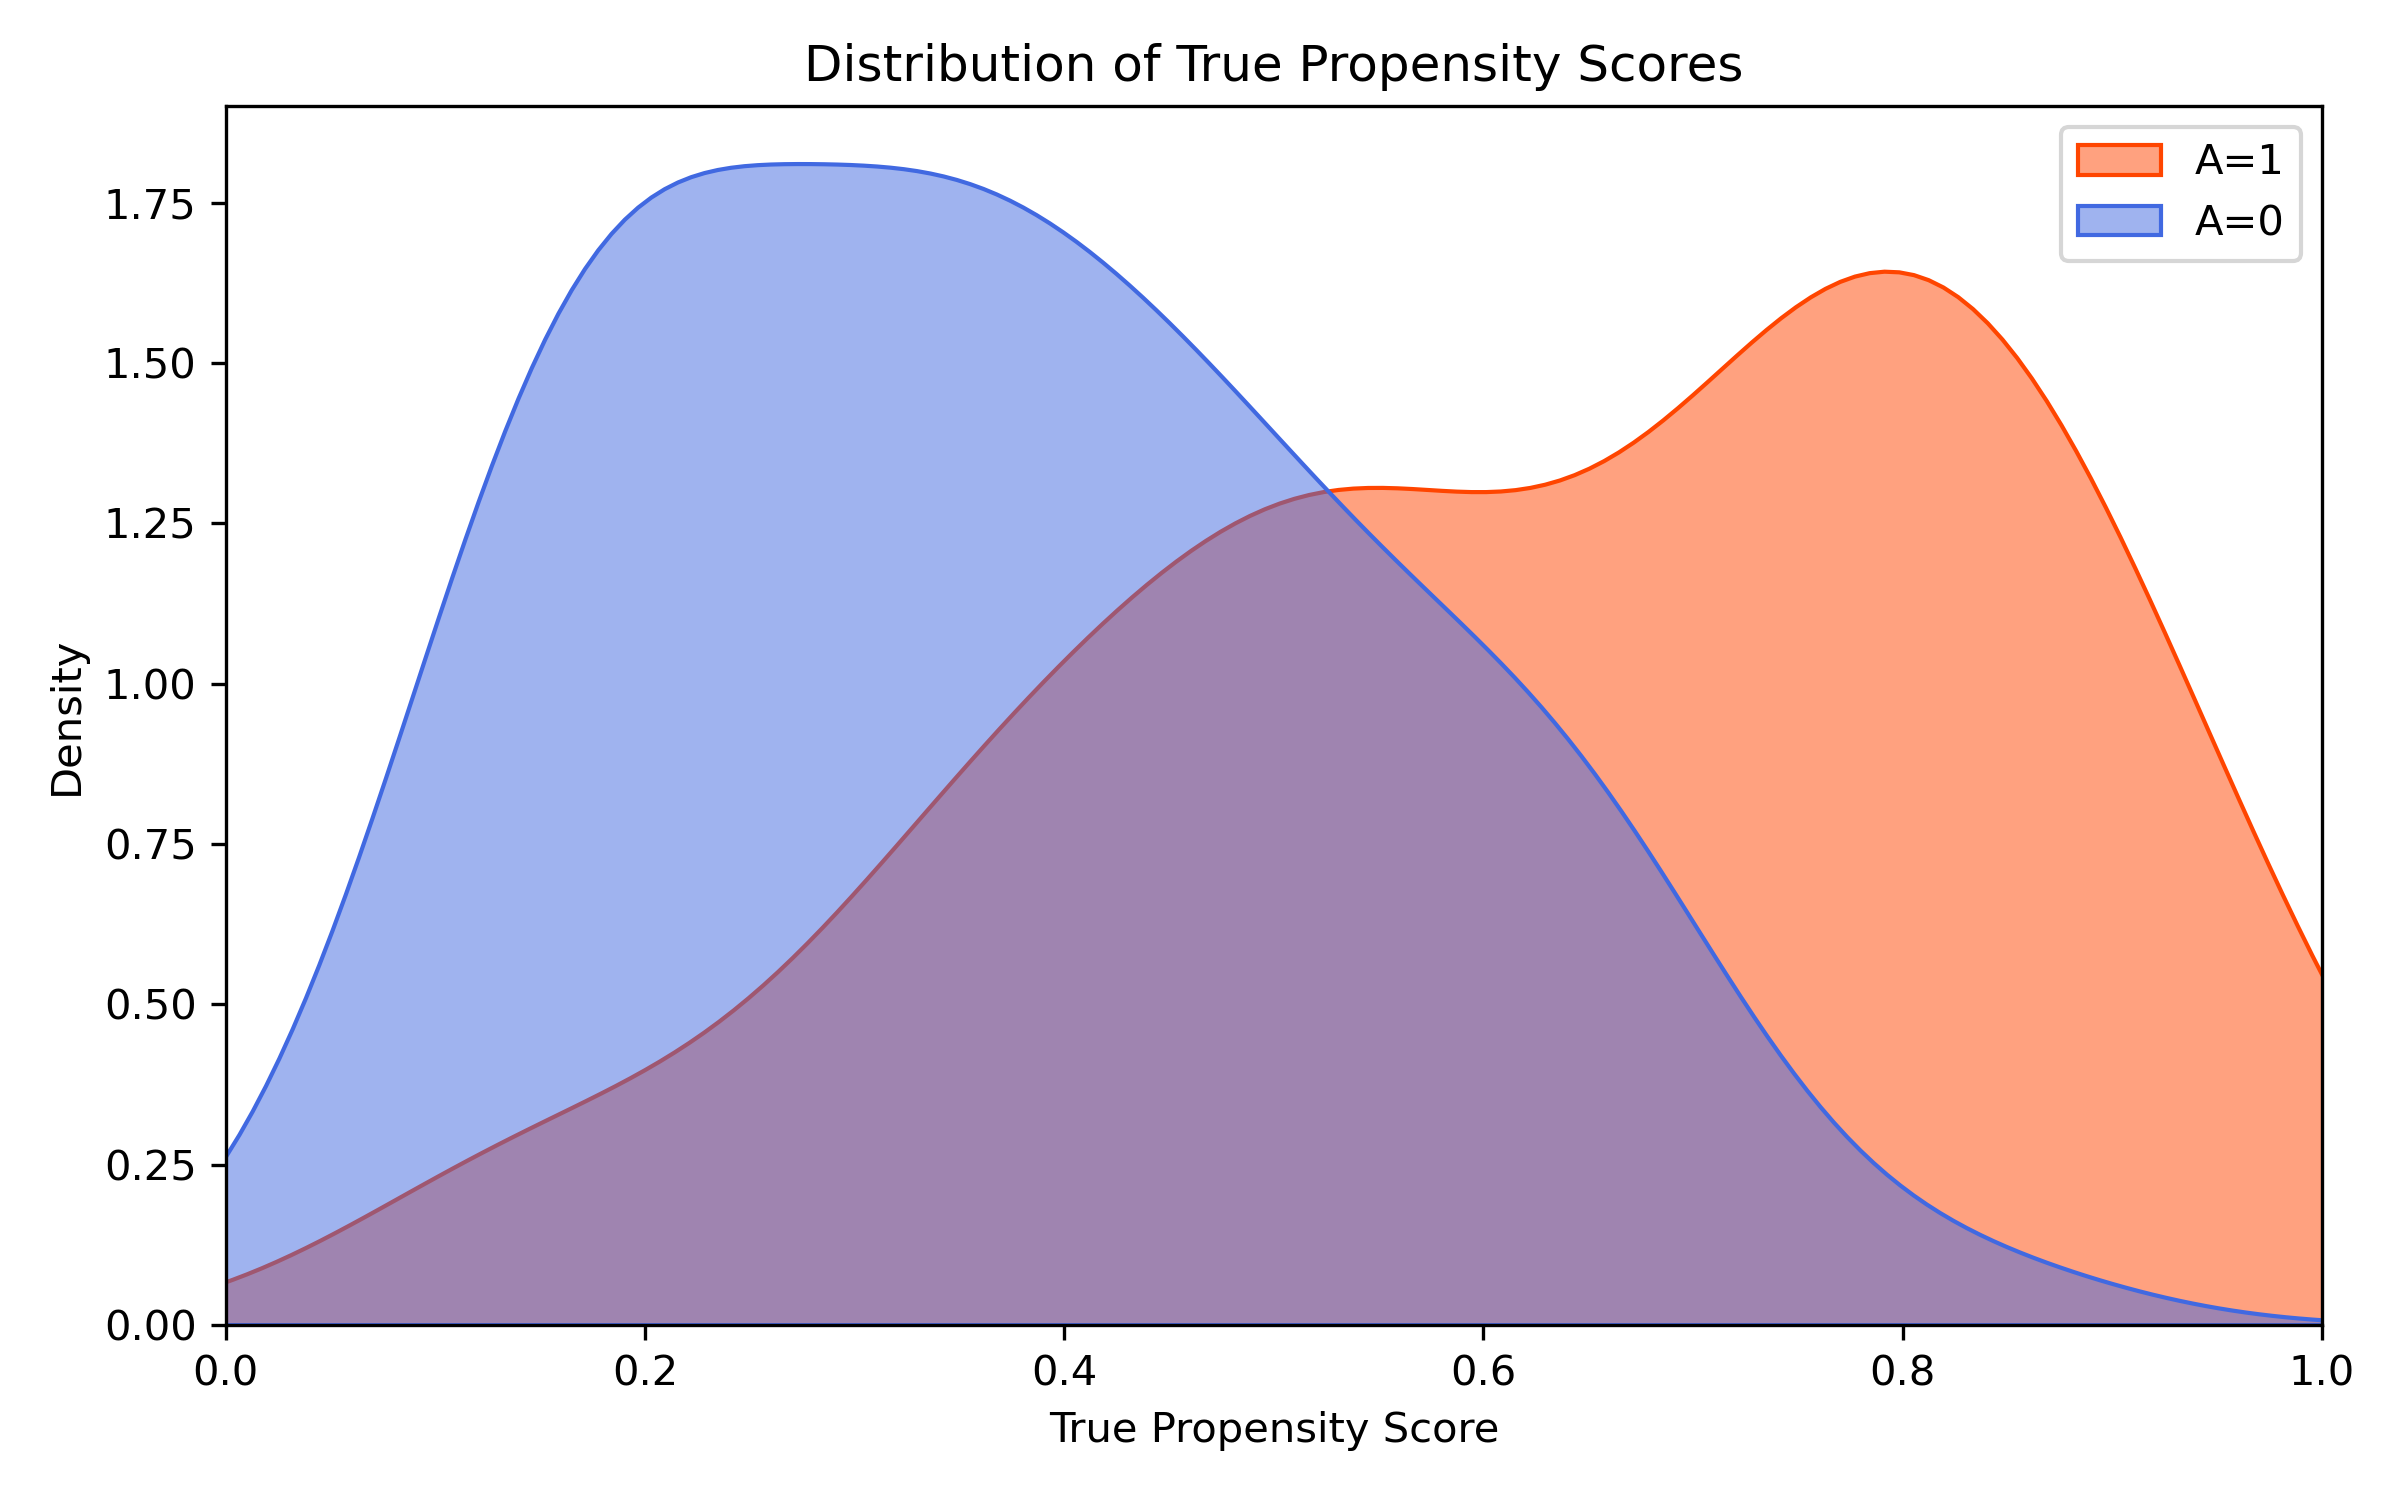 Distribution of True Propensity Scores
A=1
A=0
Density
1.75
1.50
1.25
1.00
0.75
0.50
0.25
0.00
0.0 0.2 0.4 0.6 0.8 1.0
True Propensity Score